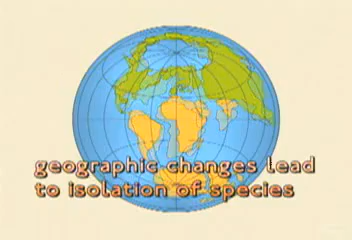 geographic changes lead
to isolation of species